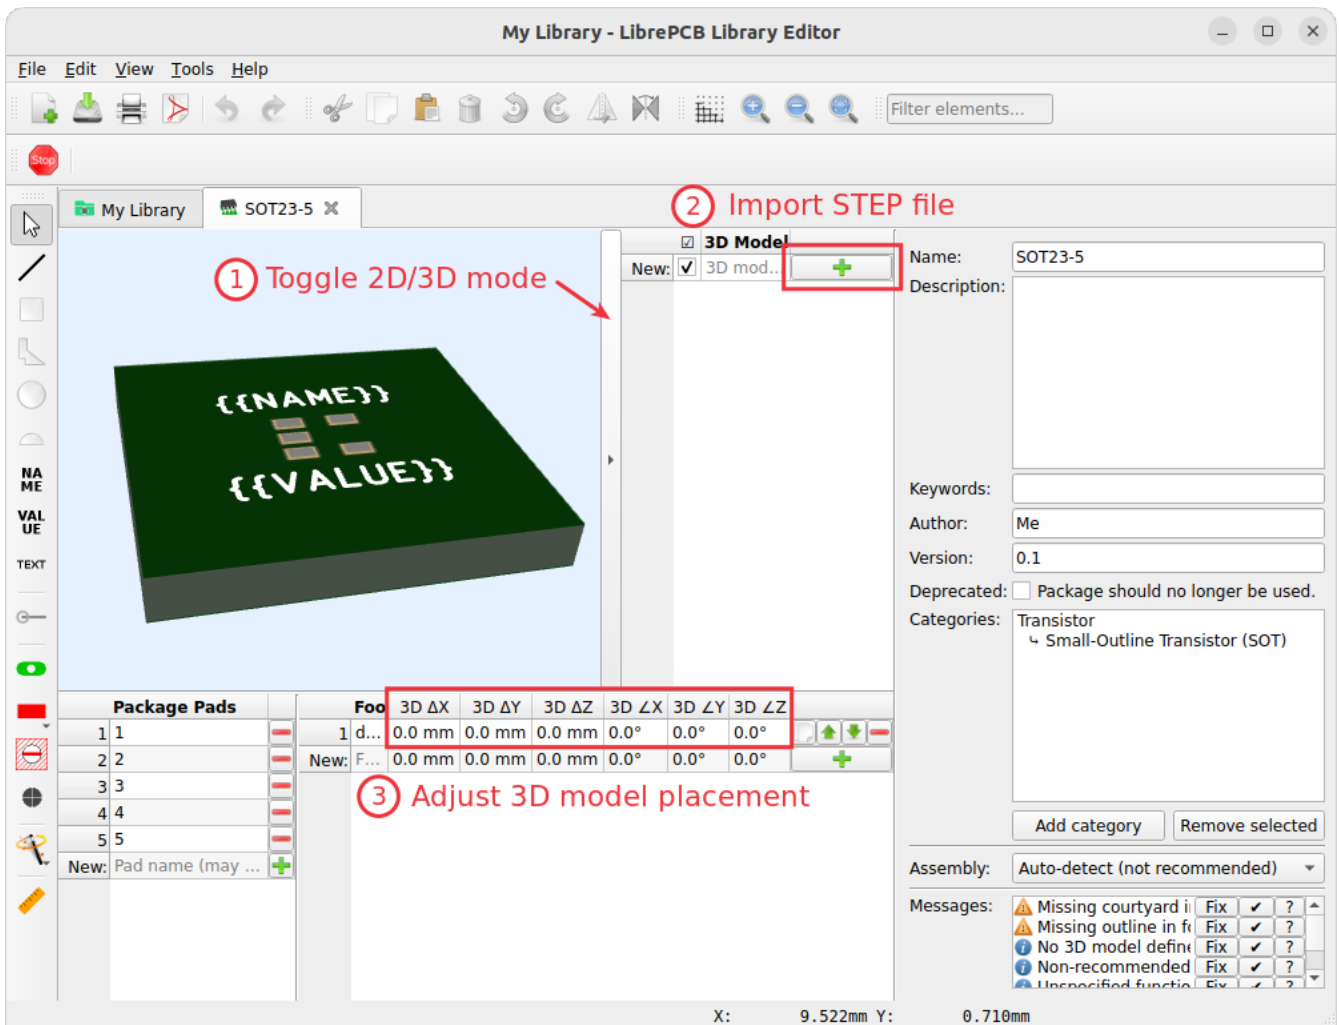 My Library - LibrePCB Library Editor
File Edit View Tools Help
Filter elements...
Stop
My Library
SOT23-5
2 Import STEP file
1 Toggle 2D/3D mode
3D Model
New: 3D mod...
{{NAME}}
{{VALUE}}
NA
ME
VAL
UE
TEXT
Name: SOT23-5
Description:
Keywords:
Author: Me
Version: 0.1
Deprecated: Package should no longer be used.
Categories: Transistor
Small-Outline Transistor (SOT)
Add category Remove selected
Assembly: Auto-detect (not recommended)
Messages: Missing courtyard Fix ✔ ?
Missing outline in Fix ✔ ?
No 3D model define Fix ✔ ?
Non-recommended Fix ✔ ?
Unspecified functio Fix ✔ ?
Package Pads
1 1
2 2
3 3
4 4
5 5
New: Pad name (may ...
Foo 3D ΔX 3D ΔY 3D ΔZ 3D ∠X 3D ∠Y 3D ∠Z
1 d... 0.0 mm 0.0 mm 0.0 mm 0.0° 0.0° 0.0°
New: F... 0.0 mm 0.0 mm 0.0 mm 0.0° 0.0° 0.0°
3 Adjust 3D model placement
X: 9.522mm Y: 0.710mm